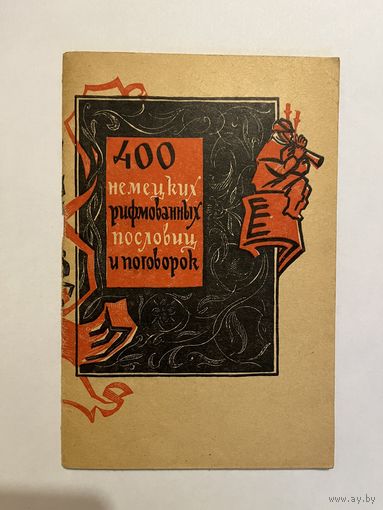 400
немецких
рифмованных
пословиц
и поговорок
www.ay.by